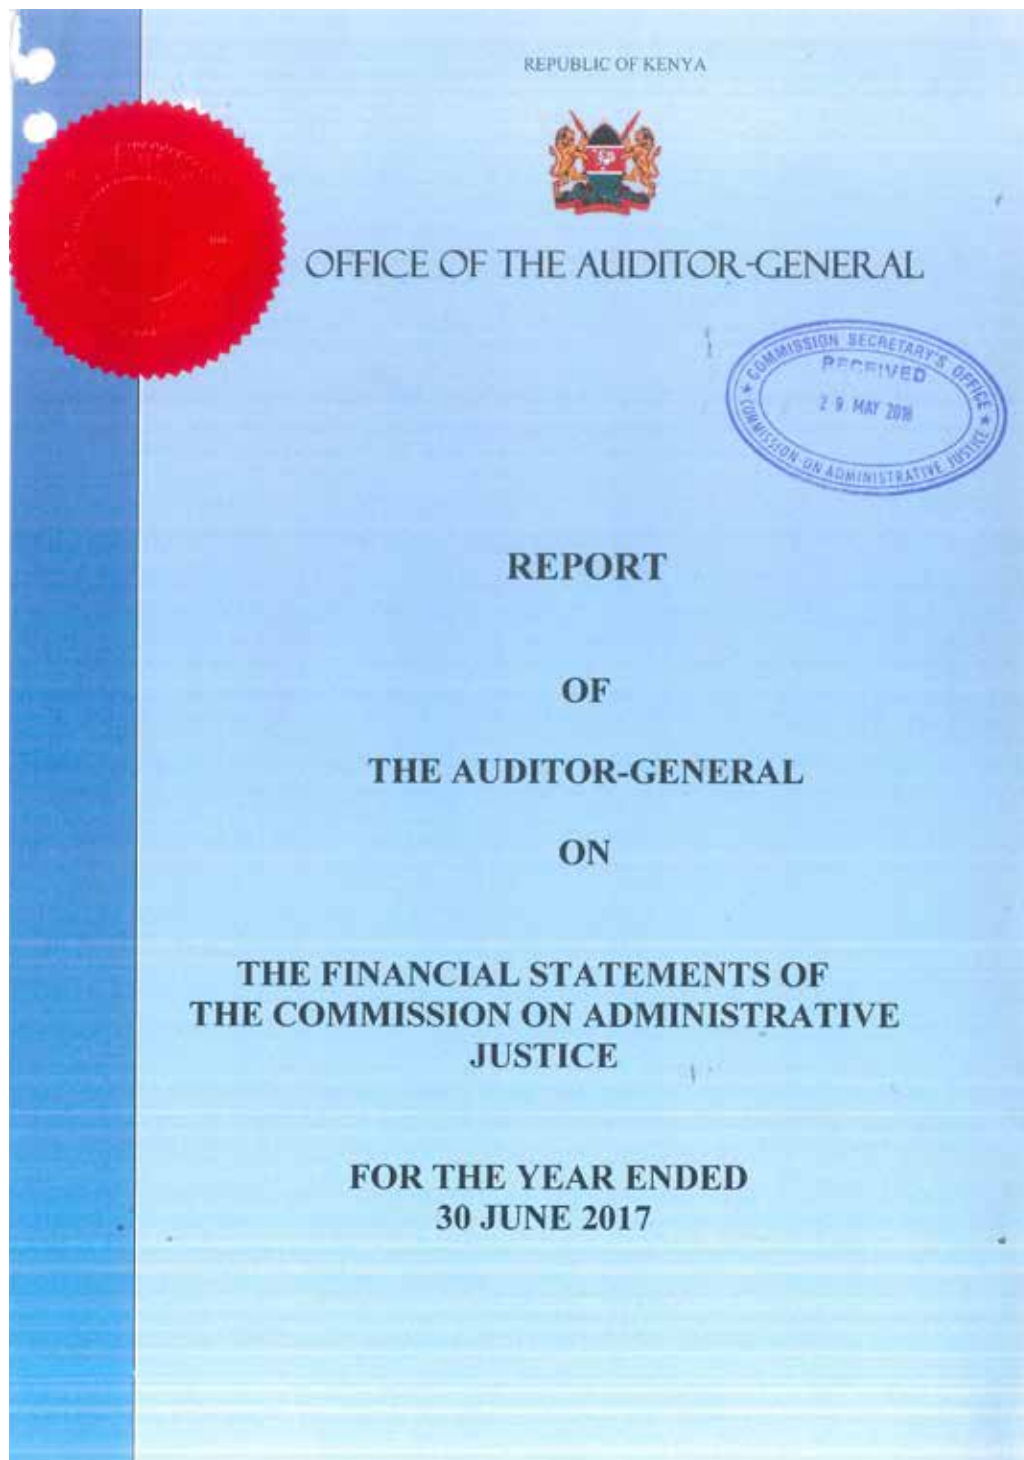 REPUBLIC OF KENYA
OFFICE OF THE AUDITOR-GENERAL
COMMISSION SECRETARY'S OFFICE
RECEIVED
29 MAY 2018
COMMISSION ON ADMINISTRATIVE JUSTICE
REPORT
OF
THE AUDITOR-GENERAL
ON
THE FINANCIAL STATEMENTS OF
THE COMMISSION ON ADMINISTRATIVE
JUSTICE
FOR THE YEAR ENDED
30 JUNE 2017